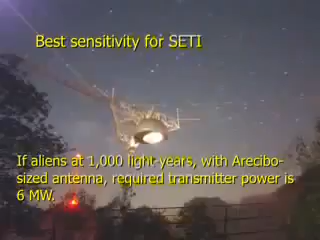 Best sensitivity for SETI
If aliens at 1,000 light-years, with Arecibo-
sized antenna, required transmitter power is
6 MW.